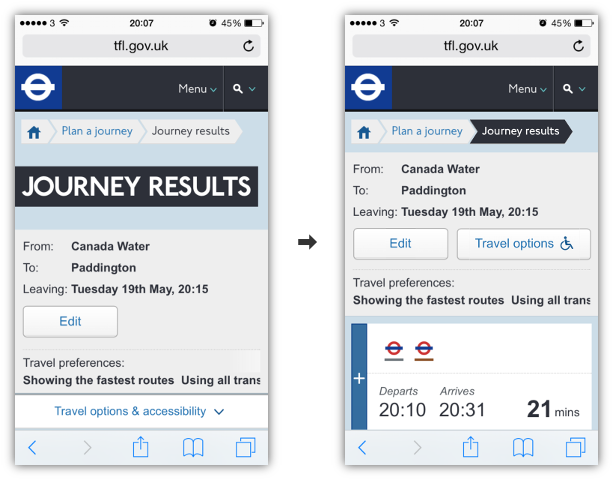 3 20:07 45%
tfl.gov.uk
Menu
Plan a journey Journey results
JOURNEY RESULTS
From: Canada Water
To: Paddington
Leaving: Tuesday 19th May, 20:15
Edit
Travel preferences:
Showing the fastest routes Using all trans
Travel options & accessibility
3 20:07 45%
tfl.gov.uk
Menu
Plan a journey Journey results
From: Canada Water
To: Paddington
Leaving: Tuesday 19th May, 20:15
Edit Travel options
Travel preferences:
Showing the fastest routes Using all trans
+
Departs Arrives
20:10 20:31 21 mins